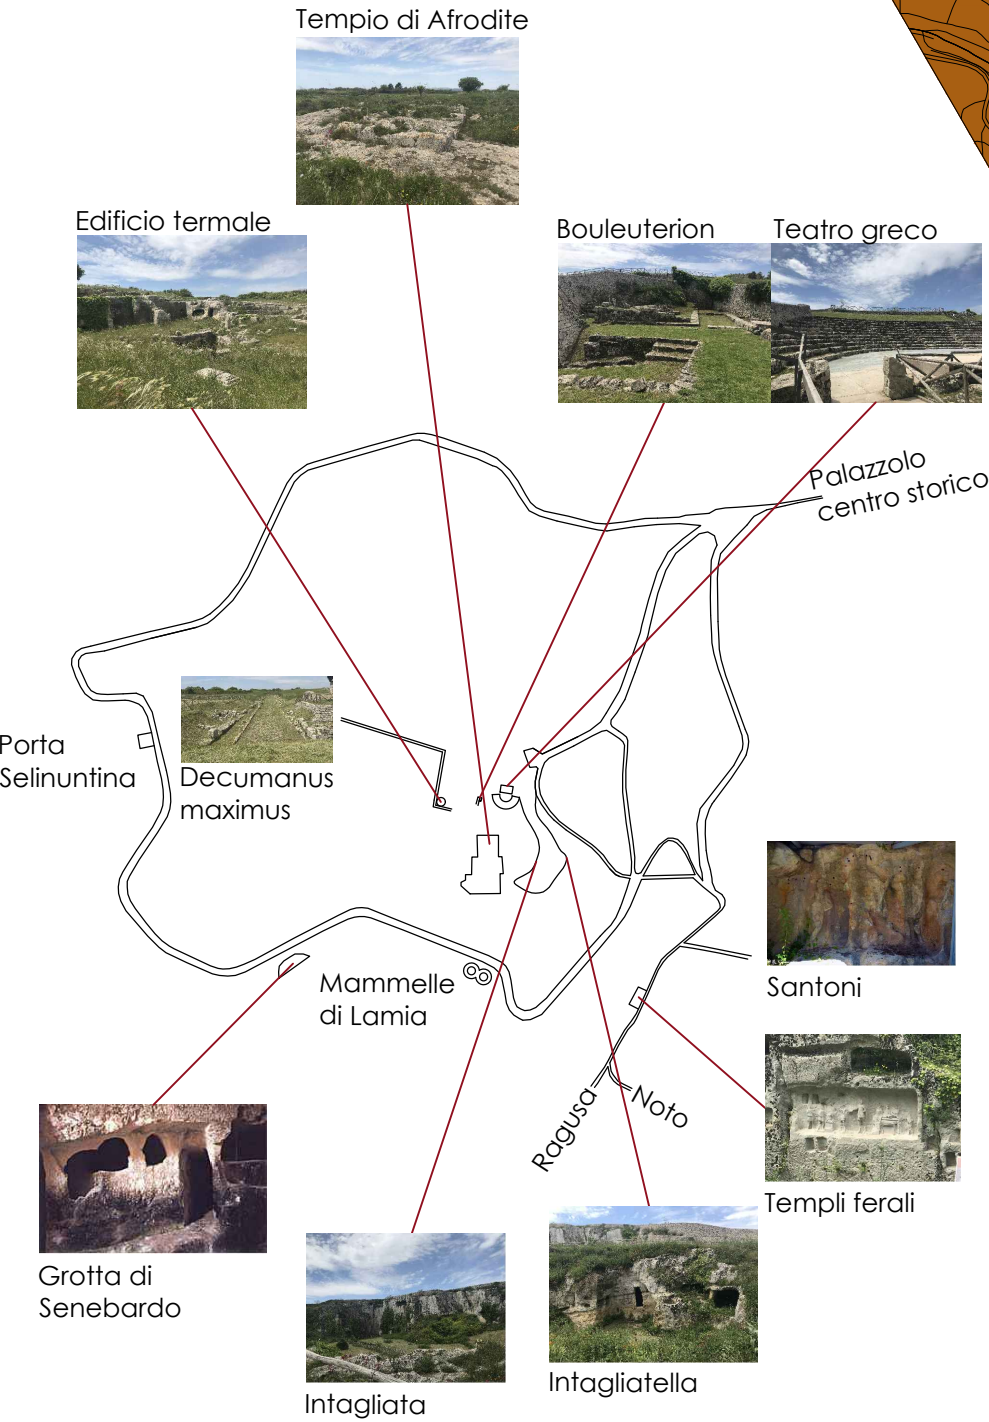 Tempio di Afrodite
Edificio termale
Bouleuterion
Teatro greco
Palazzolo
centro storico
Porta
Selinuntina
Decumanus
maximus
Santoni
Mammelle
di Lamia
Noto
Ragusa
Templi ferali
Grotta di
Senebardo
Intagliatella
Intagliata